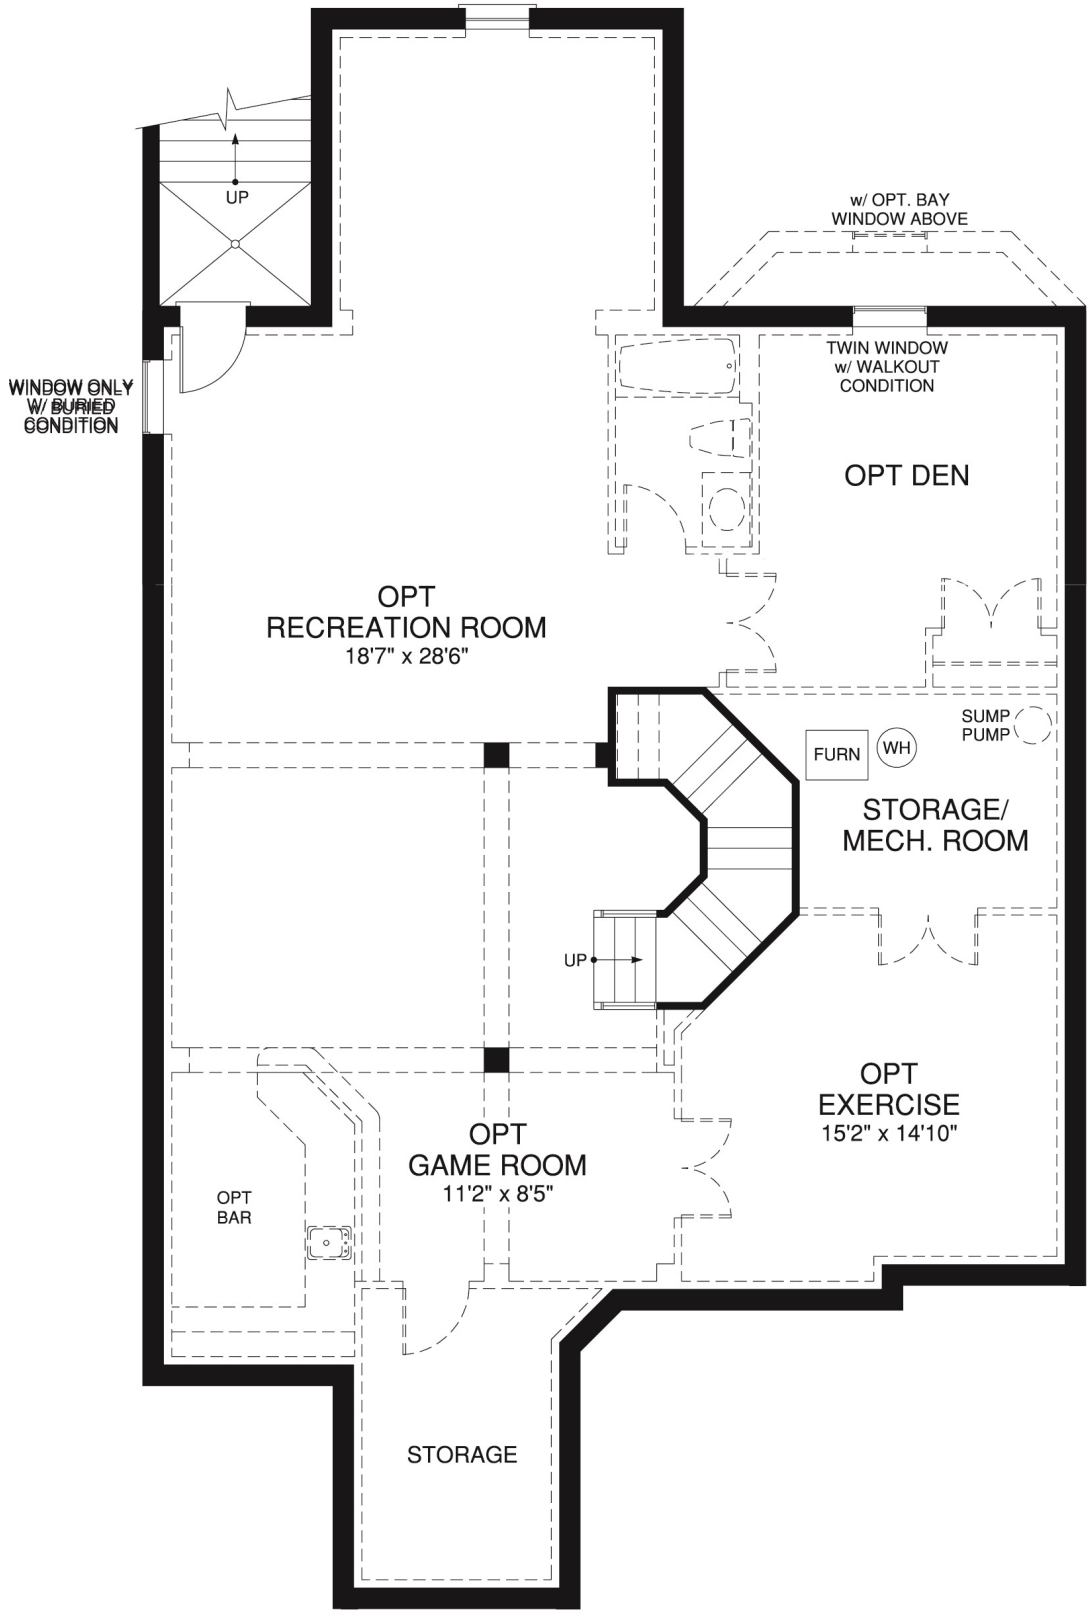 UP
w/ OPT. BAY
WINDOW ABOVE
TWIN WINDOW
w/ WALKOUT
CONDITION
WINDOW ONLY
W/ BURIED
CONDITION
OPT DEN
OPT
RECREATION ROOM
18'7" x 28'6"
SUMP
PUMP
FURN
WH
STORAGE/
MECH. ROOM
UP
OPT
EXERCISE
15'2" x 14'10"
OPT
GAME ROOM
11'2" x 8'5"
OPT
BAR
STORAGE